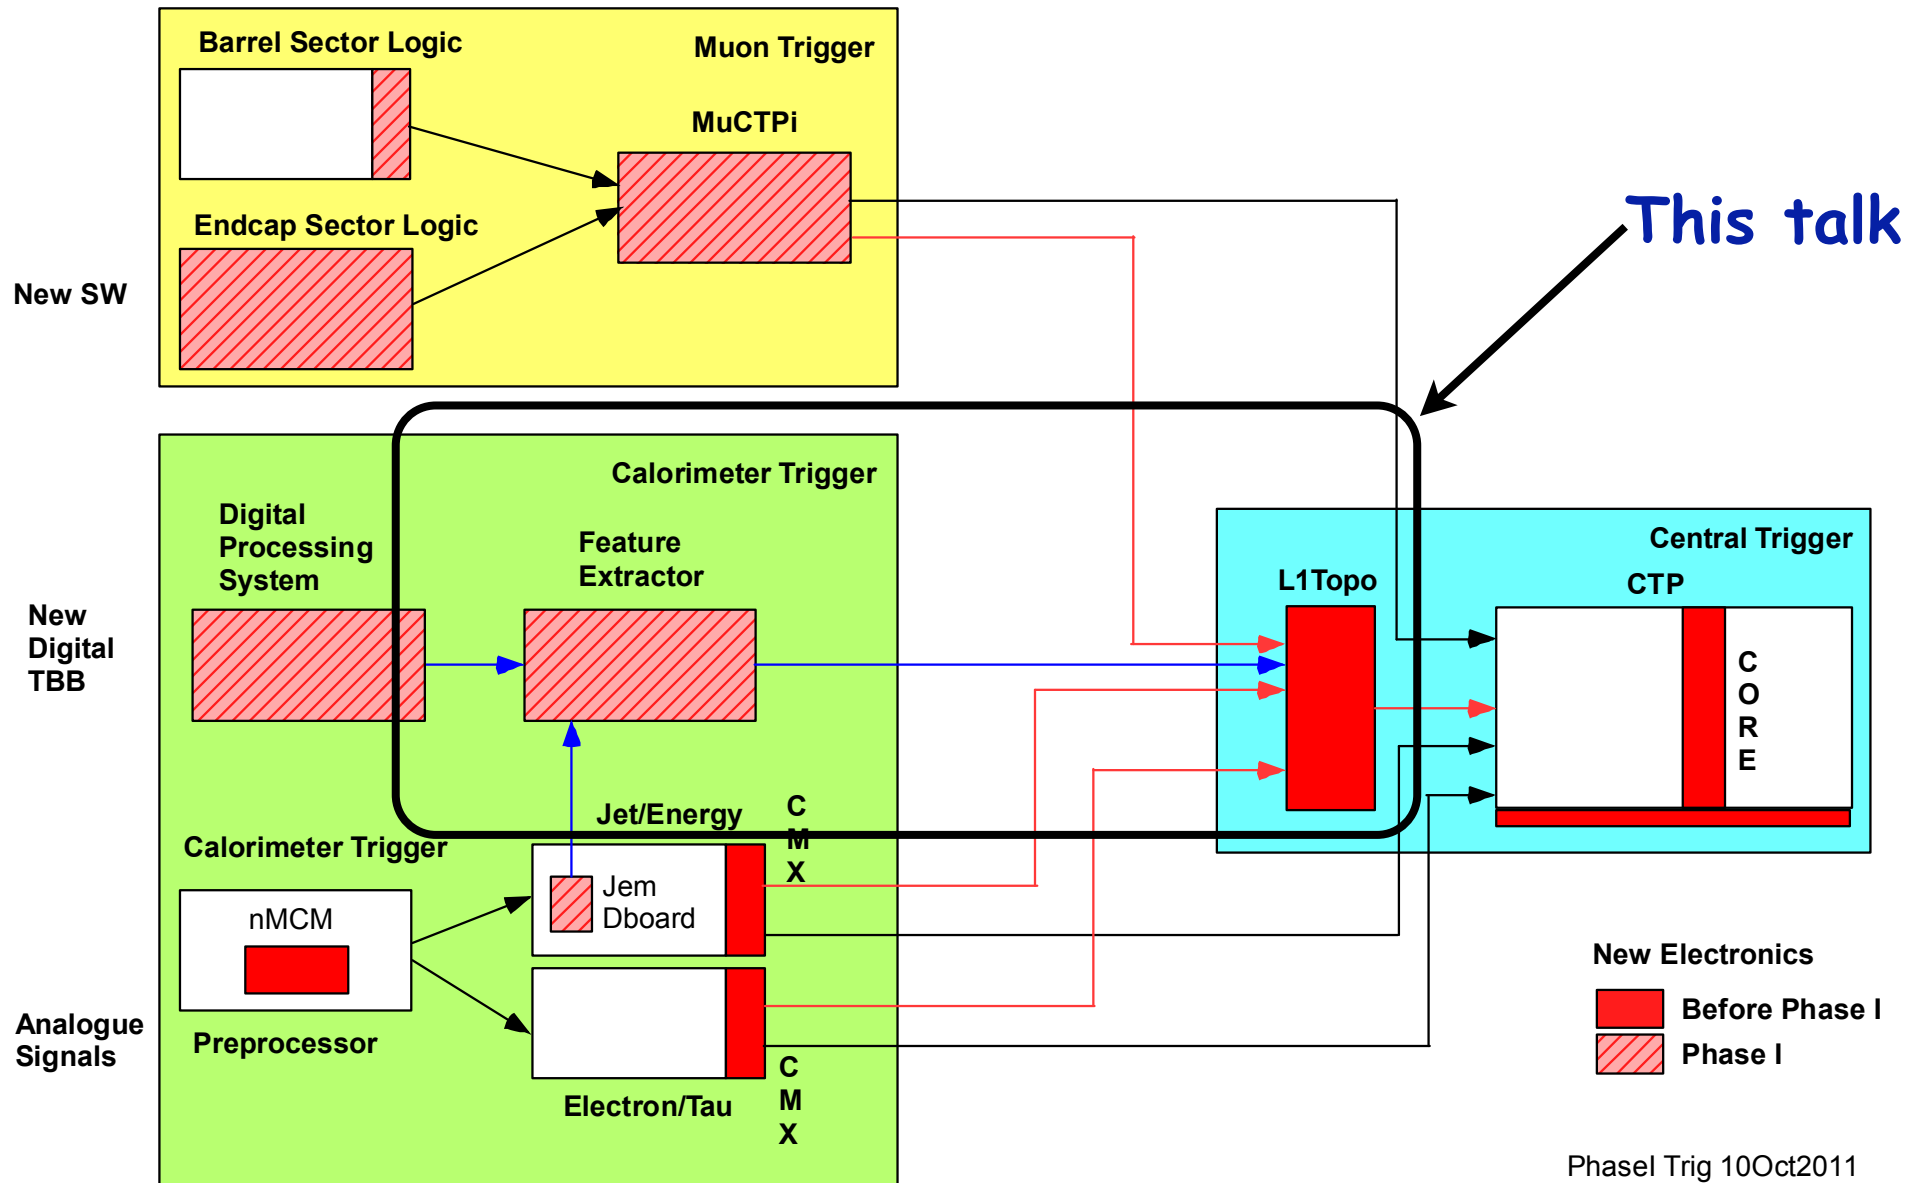 Barrel Sector Logic
Muon Trigger
MuCTPi
Endcap Sector Logic
New SW
This talk
Calorimeter Trigger
Digital
Processing
System
Feature
Extractor
Central Trigger
L1Topo
CTP
New
Digital
TBB
C
O
R
E
Jet/Energy
C
M
X
Calorimeter Trigger
nMCM
Jem
Dboard
Preprocessor
Analogue
Signals
Electron/Tau
C
M
X
New Electronics
Before Phase I
Phase I
PhaseI Trig 10Oct2011